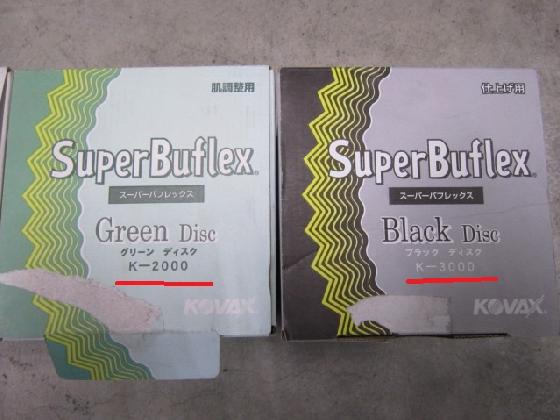 肌調整用
SuperBuflex®
スーパーバフレックス
Green Disc
グリーン ディスク
K－2000
KOVAX
仕上げ用
SuperBuflex®
スーパーバフレックス
Black Disc
ブラック ディスク
K－3000
KOVAX